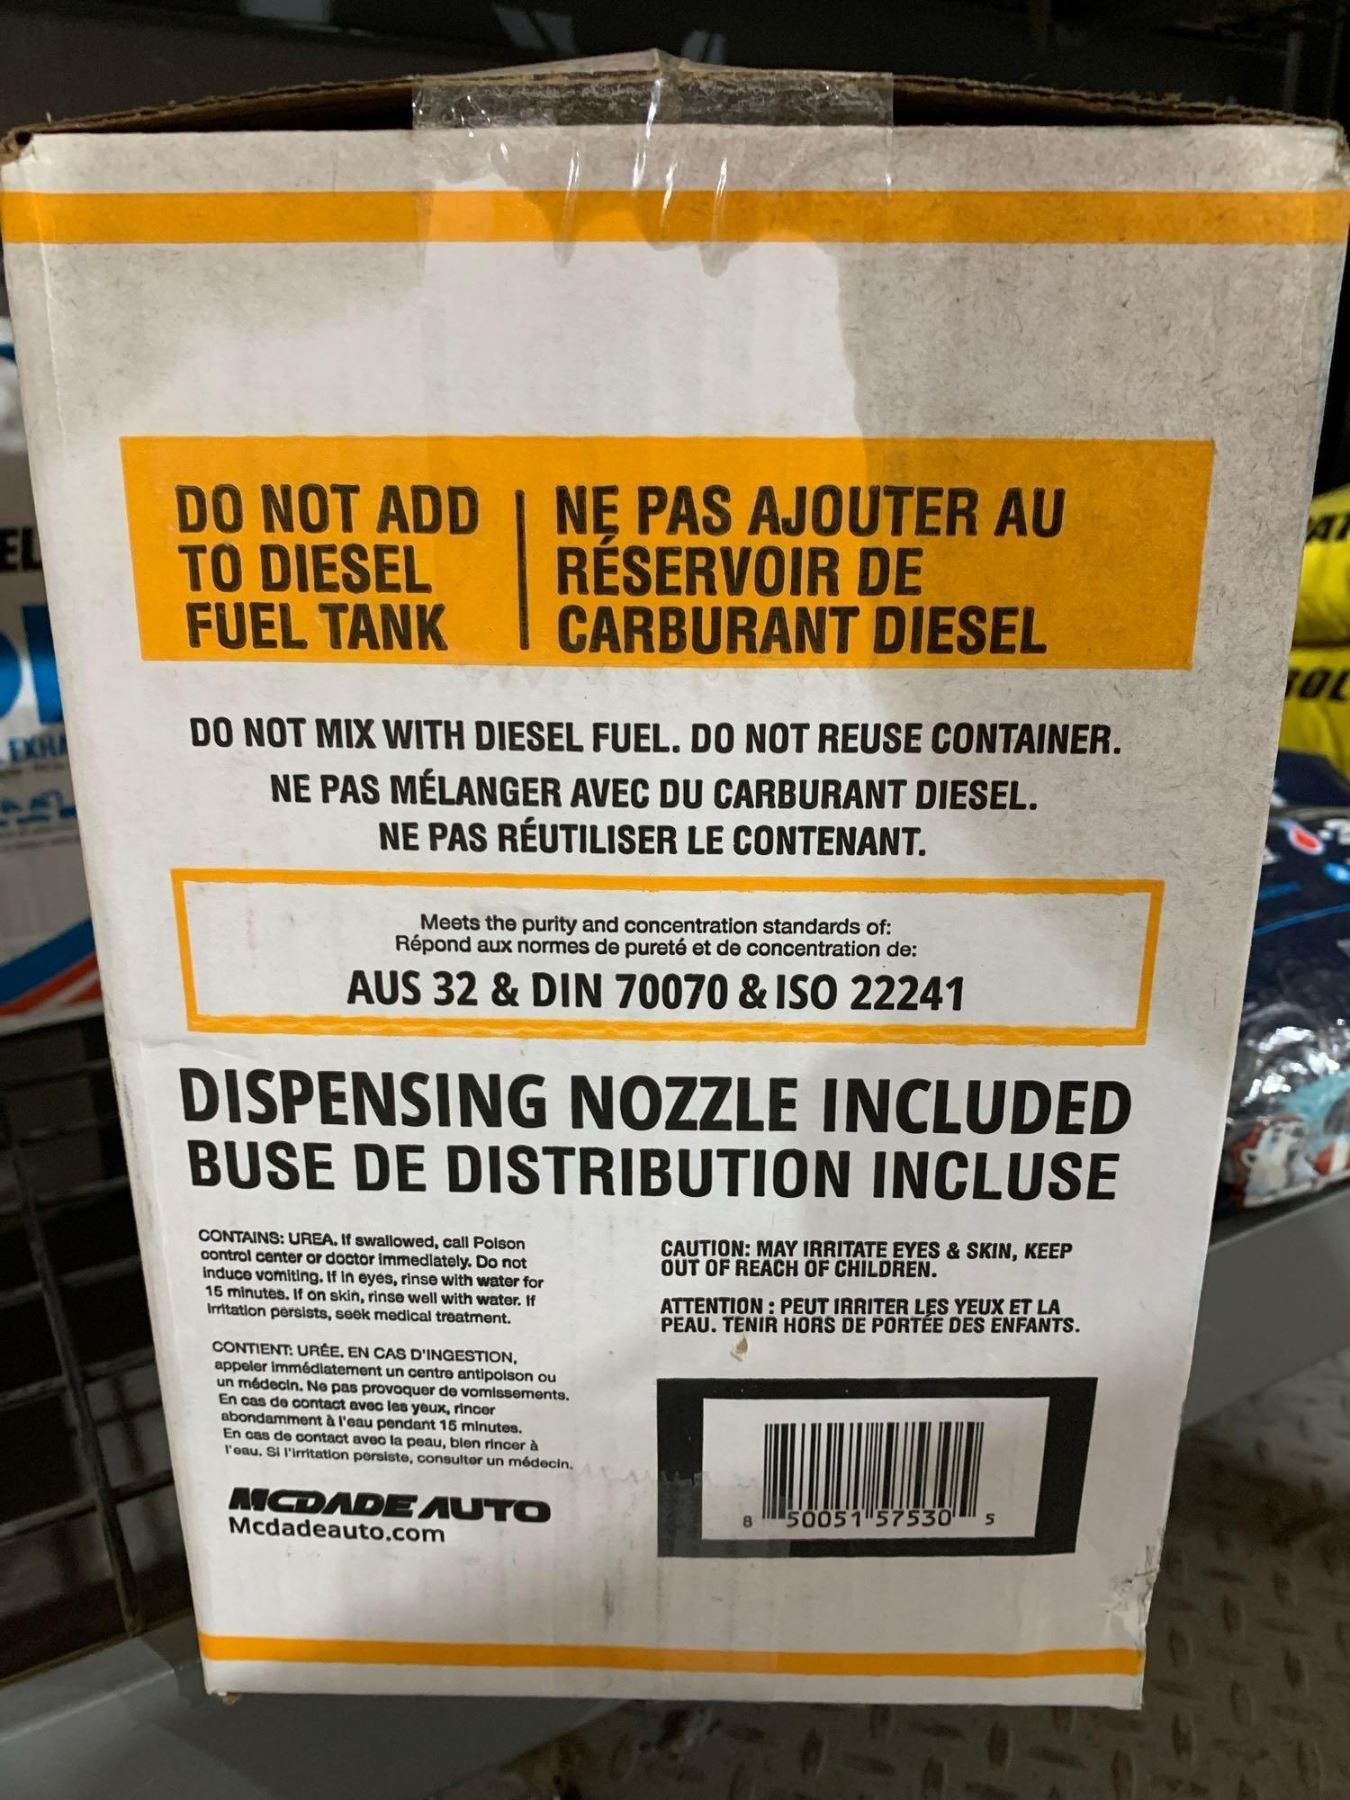 DO NOT ADD
TO DIESEL
FUEL TANK
NE PAS AJOUTER AU
RÉSERVOIR DE
CARBURANT DIESEL
DO NOT MIX WITH DIESEL FUEL. DO NOT REUSE CONTAINER.
NE PAS MÉLANGER AVEC DU CARBURANT DIESEL.
NE PAS RÉUTILISER LE CONTENANT.
Meets the purity and concentration standards of:
Répond aux normes de pureté et de concentration de:
AUS 32 & DIN 70070 & ISO 22241
DISPENSING NOZZLE INCLUDED
BUSE DE DISTRIBUTION INCLUSE
CONTAINS: UREA. If swallowed, call Poison
control center or doctor immediately. Do not
induce vomiting. If in eyes, rinse with water for
15 minutes. If on skin, rinse well with water. If
Irritation persists, seek medical treatment.
CONTIENT: URÉE. EN CAS D'INGESTION,
appeler immédiatement un centre antipoison ou
un médecin. Ne pas provoquer de vomissements.
En cas de contact avec les yeux, rincer
abondamment à l'eau pendant 15 minutes.
En cas de contact avec la peau, bien rincer à
l'eau. Si l'irritation persiste, consulter un médecin.
MCDADE AUTO
Mcdadeauto.com
CAUTION: MAY IRRITATE EYES & SKIN, KEEP
OUT OF REACH OF CHILDREN.
ATTENTION : PEUT IRRITER LES YEUX ET LA
PEAU. TENIR HORS DE PORTÉE DES ENFANTS.
8 50051 57530 5